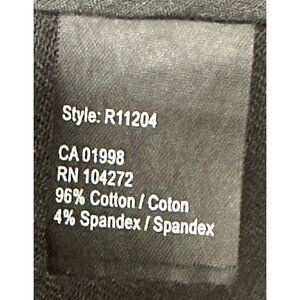 Style: R11204
CA 01998
RN 104272
96% Cotton / Coton
4% Spandex / Spandex